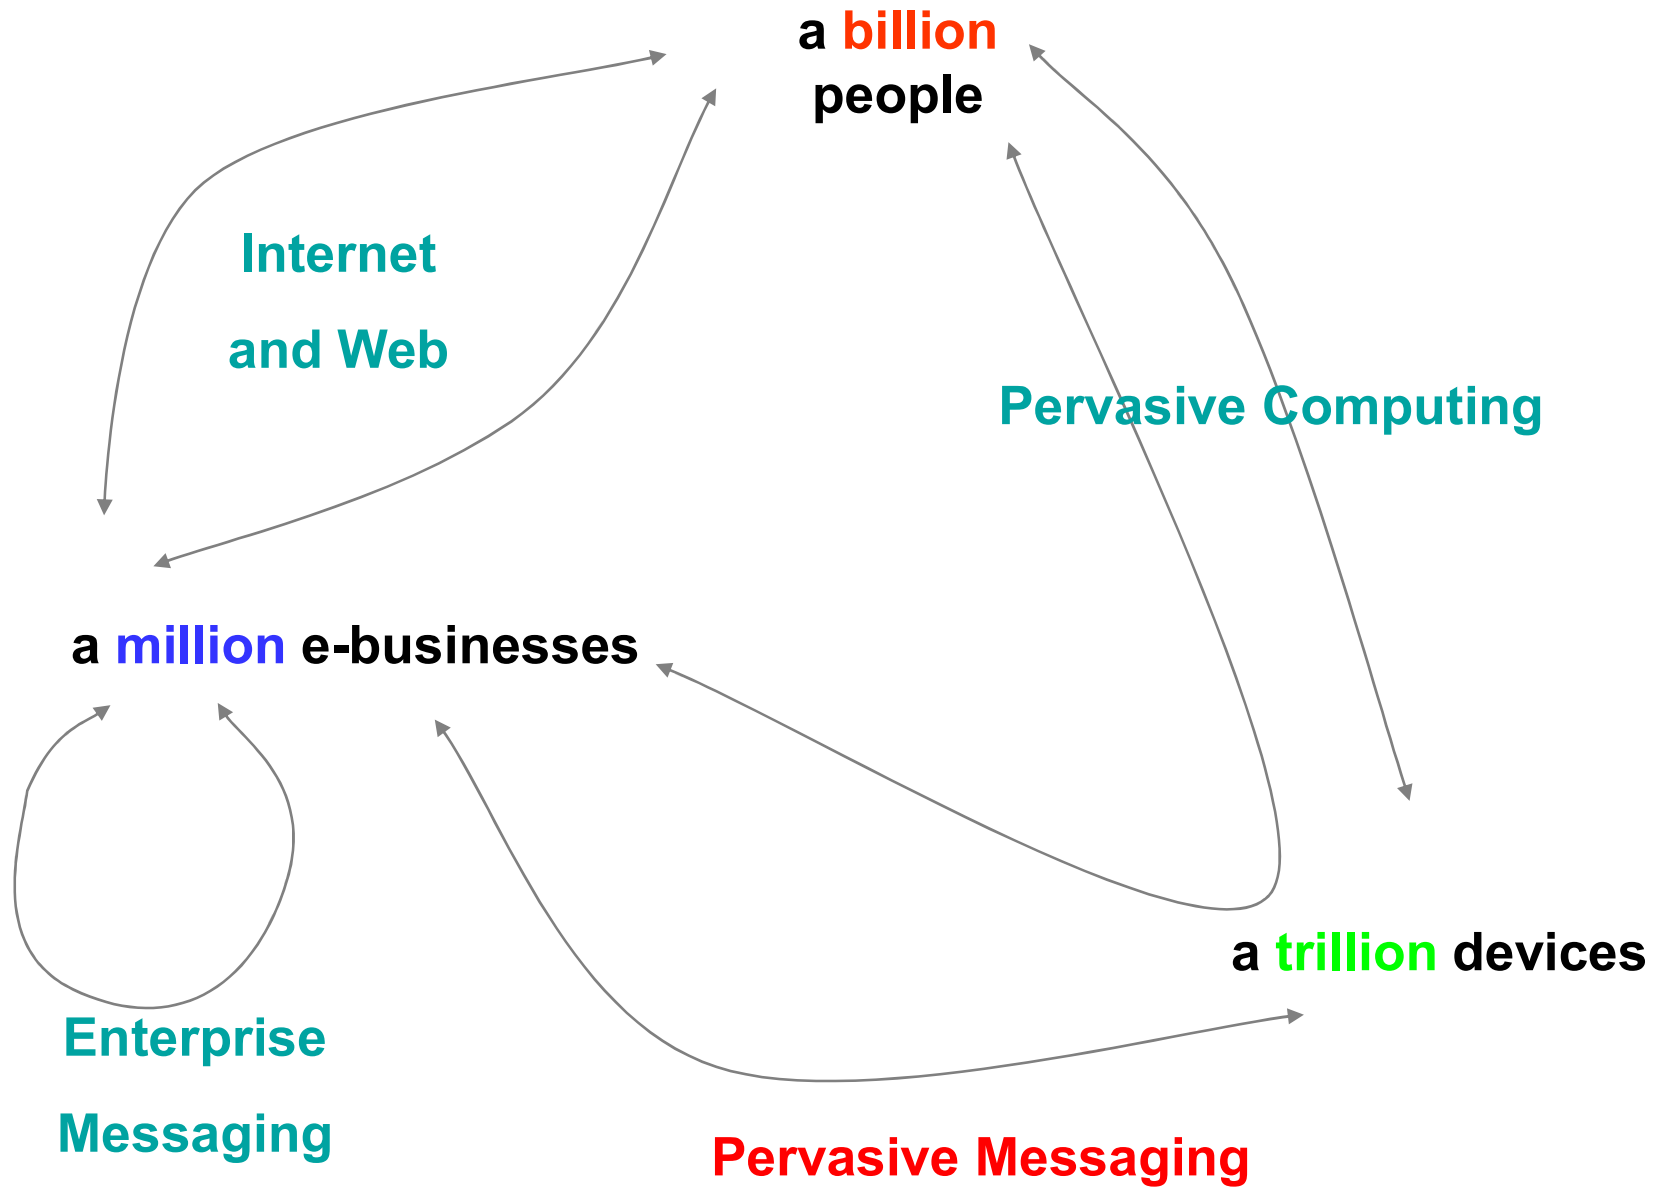 a billion
people
Internet
and Web
Pervasive Computing
a million e-businesses
a trillion devices
Enterprise
Messaging
Pervasive Messaging